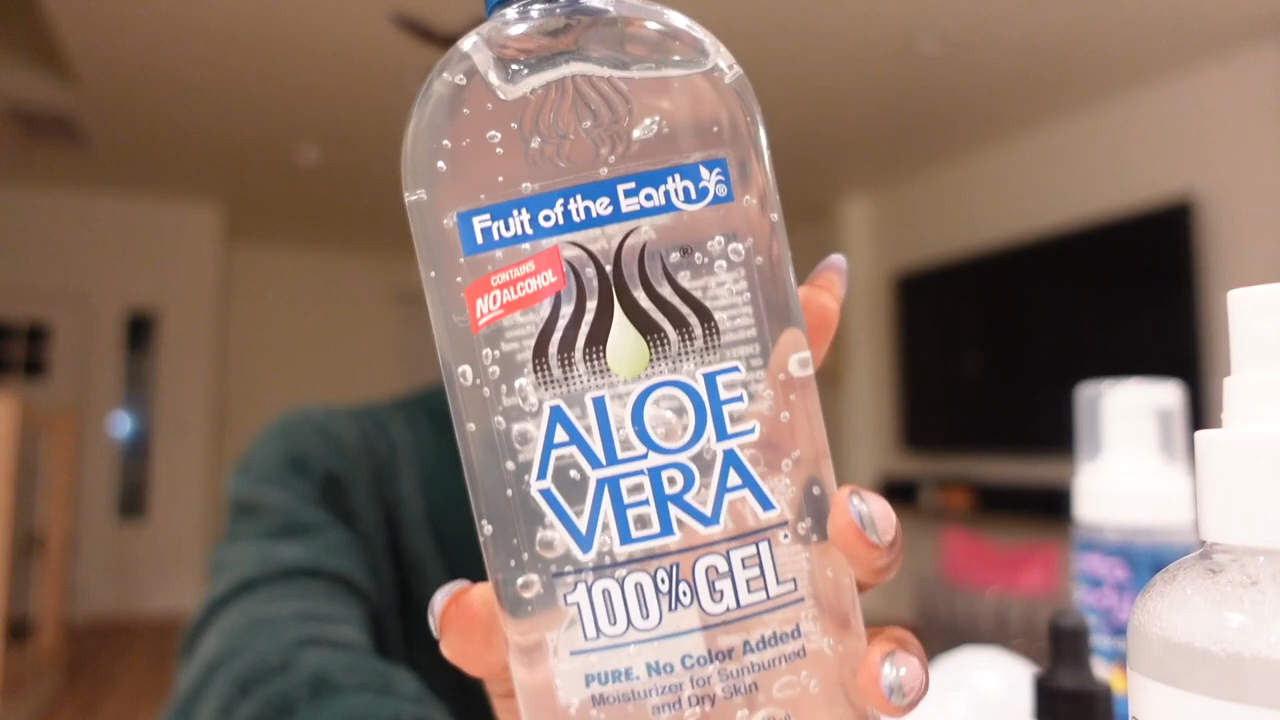 Fruit of the Earth®
CONTAINS
NO ALCOHOL
®
ALOE
VERA
100% GEL
PURE. No Color Added
Moisturizer for Sunburned
and Dry Skin